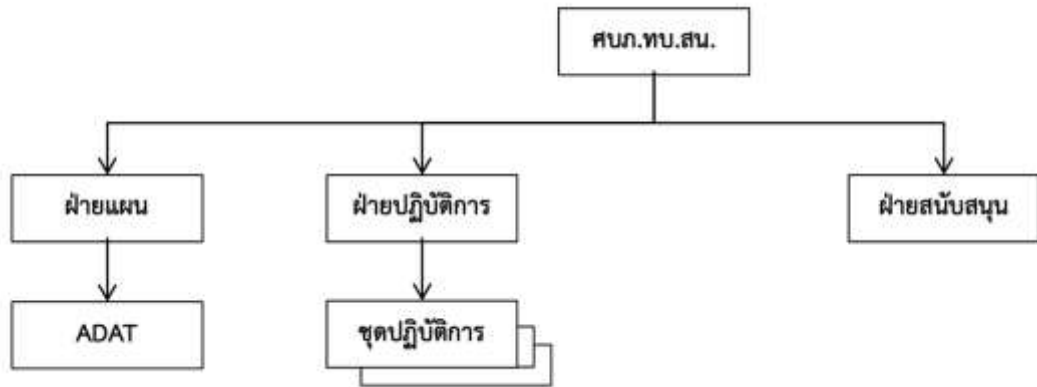 ศบภ.ทบ.สน.
ฝ่ายแผน
ฝ่ายปฏิบัติการ
ฝ่ายสนับสนุน
ADAT
ชุดปฏิบัติการ